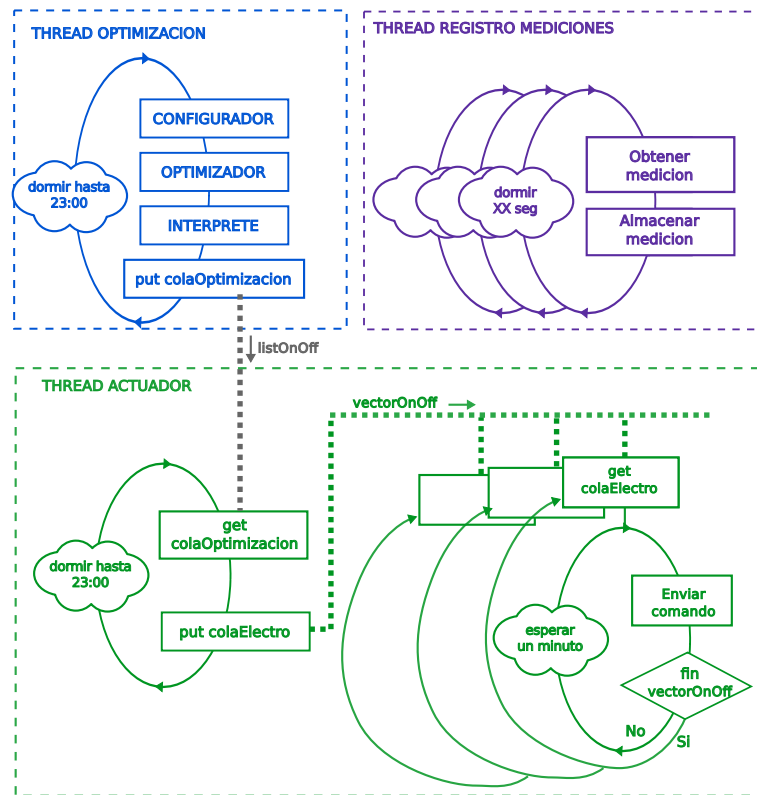 THREAD OPTIMIZACION
CONFIGURADOR
OPTIMIZADOR
dormir hasta
23:00
INTERPRETE
put colaOptimizacion
THREAD REGISTRO MEDICIONES
dormir
XX seg
Obtener
medicion
Almacenar
medicion
listOnOff
THREAD ACTUADOR
vectorOnOff
get
colaOptimizacion
dormir hasta
23:00
put colaElectro
get
colaElectro
Enviar
comando
esperar
un minuto
fin
vectorOnOff
No
Si